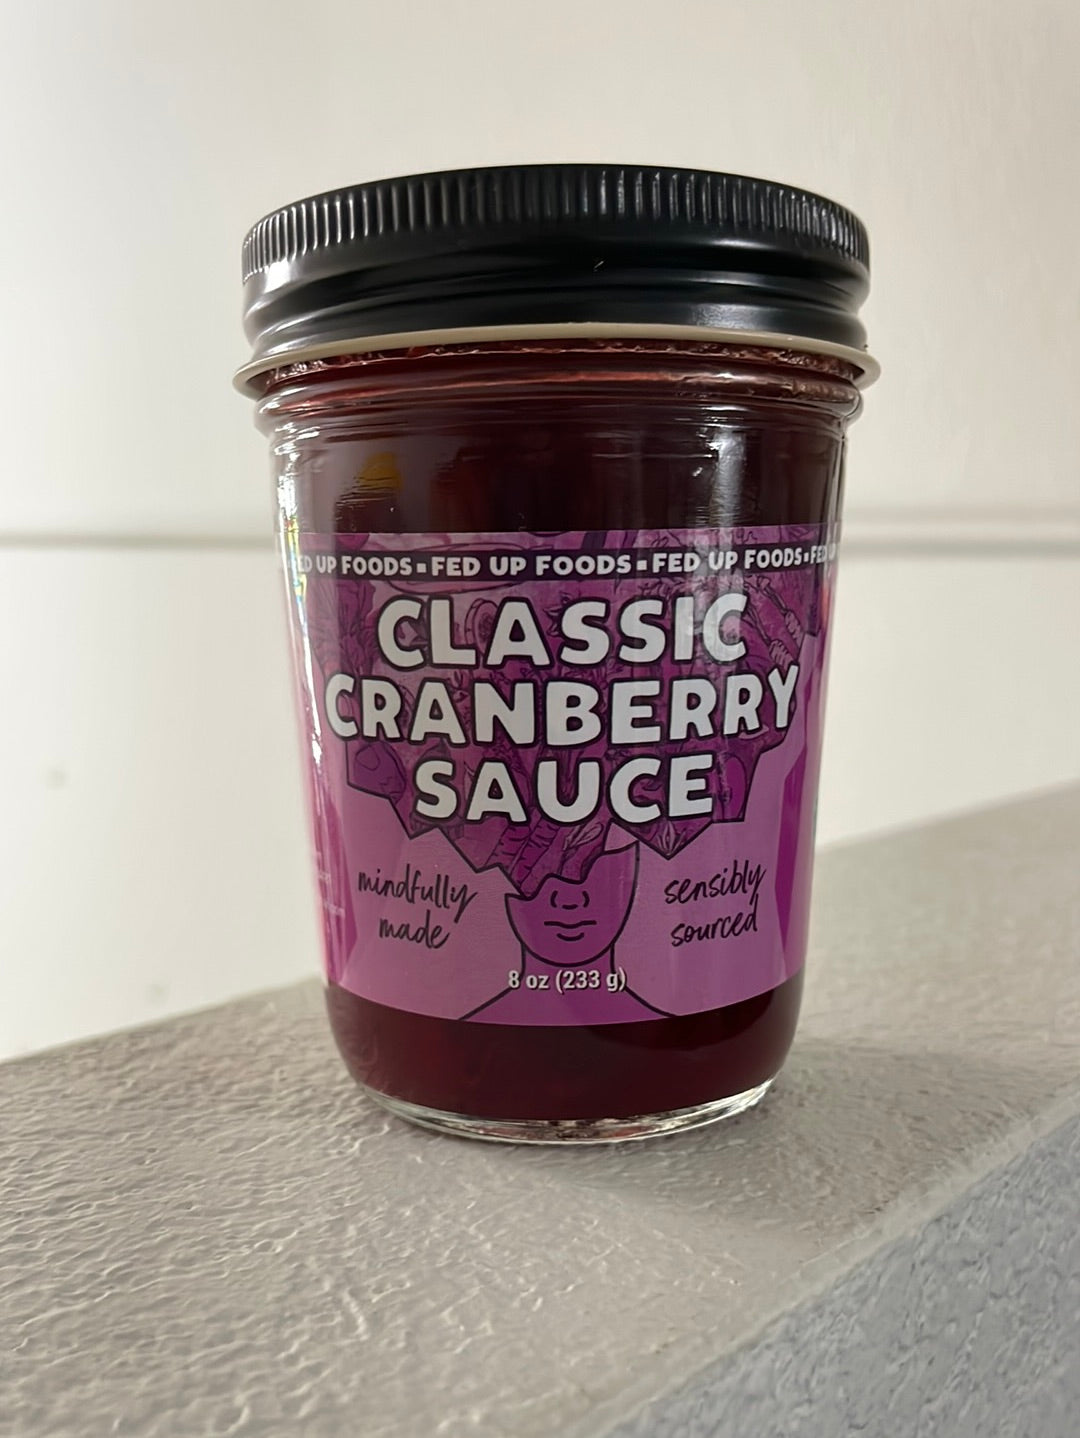 FED UP FOODS▪FED UP FOODS▪FED UP FOODS▪FED
CLASSIC
CRANBERRY
SAUCE
mindfully
made
sensibly
sourced
8 oz (233 g)